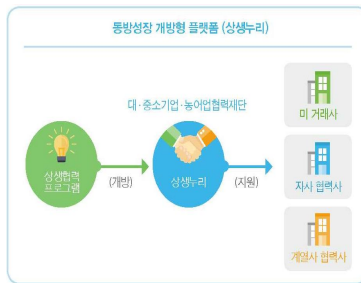 동방성장 개방형 플랫폼 (상생누리)
대·중소기업·농어업협력재단
미 거래사
상생협력
프로그램
(개방)
상생누리
(지원)
자사 협력사
계열사 협력사